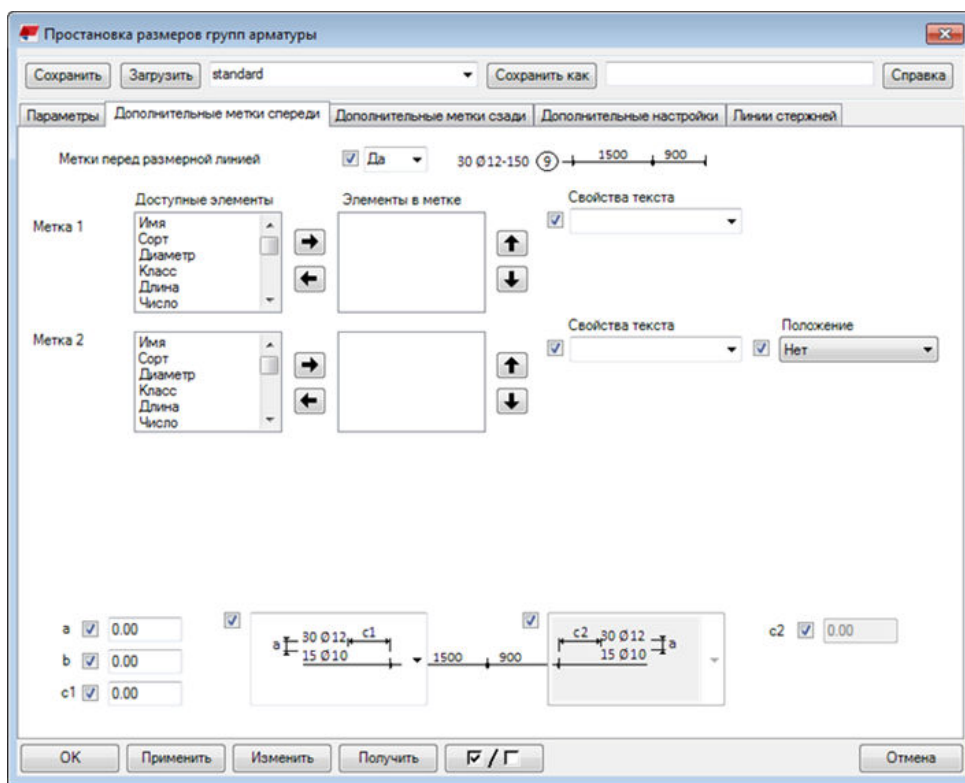 Простановка размеров групп арматуры
Сохранить Загрузить standard Сохранить как Справка
Параметры Дополнительные метки спереди Дополнительные метки сзади Дополнительные настройки Линии стержней
Метки перед размерной линией Да 30 Ø12-150 9 1500 900
Доступные элементы Элементы в метке Свойства текста
Метка 1
Имя
Сорт
Диаметр
Класс
Длина
Число
Свойства текста Положение
Метка 2
Имя
Сорт
Диаметр
Класс
Длина
Число
Нет
a 0.00
b 0.00
c1 0.00
a 30 Ø12 c1
15 Ø10
1500 900
c2 30 Ø12 a
15 Ø10
c2 0.00
OK Применить Изменить Получить / Отмена